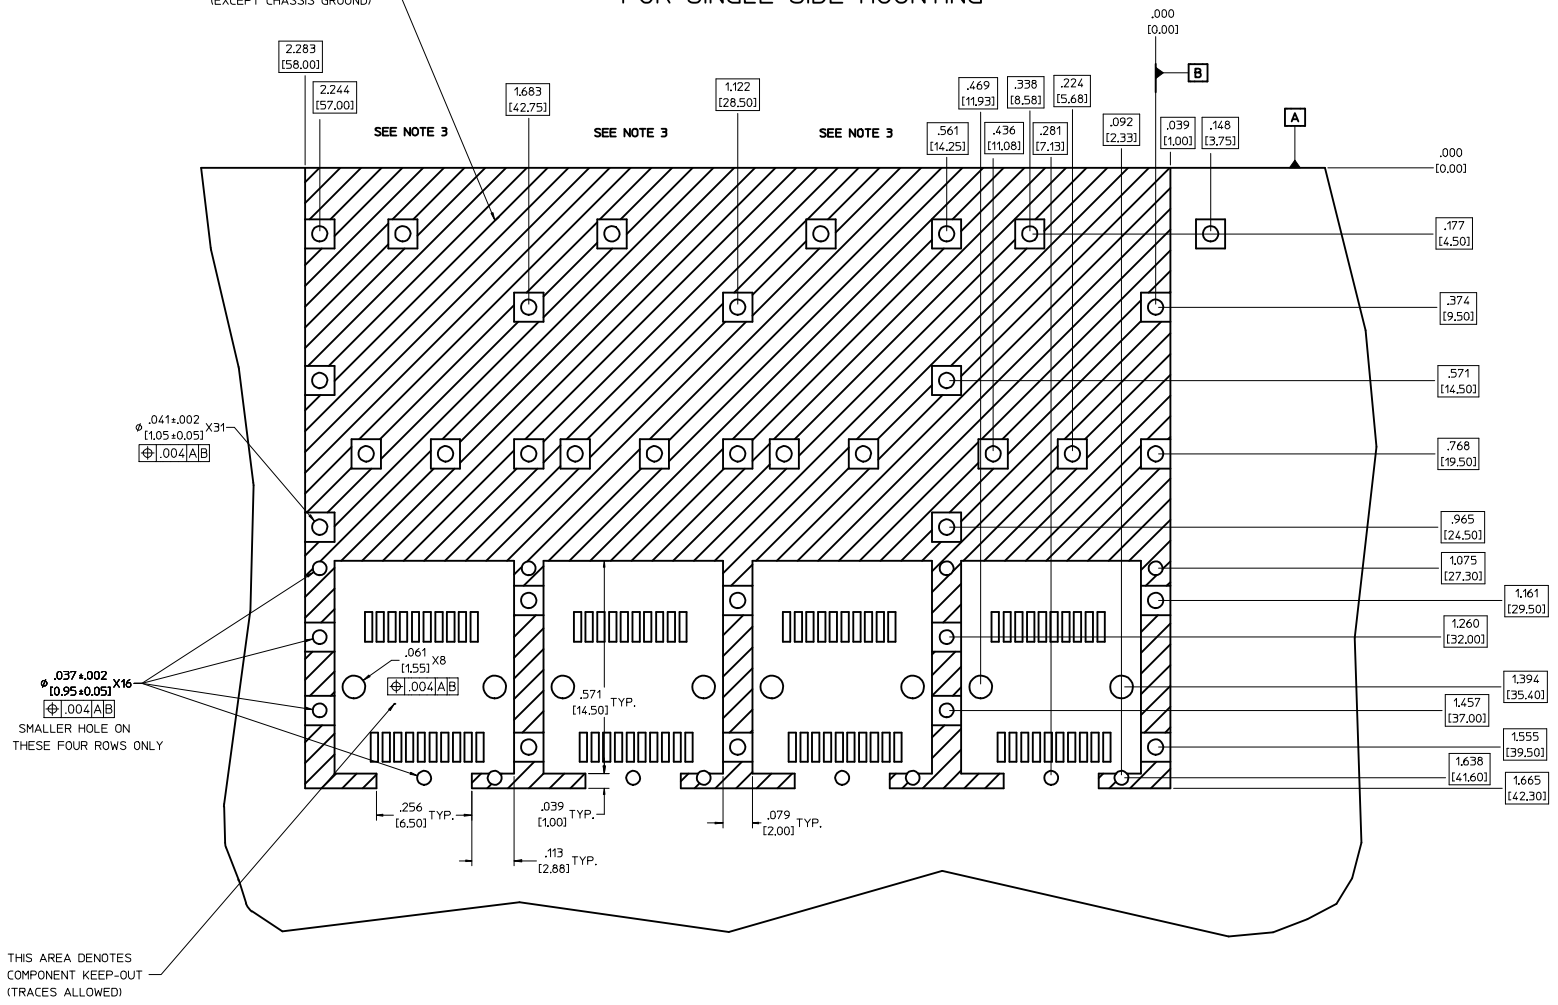 (EXCEPT CHASSIS GROUND)
FOR SINGLE SIDE MOUNTING
.000
[0.00]
2.283
[58.00]
2.244
[57.00]
1.683
[42.75]
1.122
[28.50]
.469
[11.93]
.338
[8.58]
.224
[5.68]
B
.561
[14.25]
.436
[11.08]
.281
[7.13]
.092
[2.33]
.039
[1.00]
.148
[3.75]
A
SEE NOTE 3
SEE NOTE 3
SEE NOTE 3
.000
[0.00]
.177
[4.50]
.374
[9.50]
.571
[14.50]
ø .041±.002 X31
[1.05±0.05]
⌖ .004 A B
.768
[19.50]
.965
[24.50]
1.075
[27.30]
1.161
[29.50]
1.260
[32.00]
ø .037±.002 X16
[0.95±0.05]
⌖ .004 A B
SMALLER HOLE ON
THESE FOUR ROWS ONLY
.061 X8
[1.55]
⌖ .004 A B
.571 TYP.
[14.50]
1.394
[35.40]
1.457
[37.00]
1.555
[39.50]
1.638
[41.60]
1.665
[42.30]
.256 TYP.
[6.50]
.039 TYP.
[1.00]
.079 TYP.
[2.00]
.113 TYP.
[2.88]
THIS AREA DENOTES
COMPONENT KEEP-OUT
(TRACES ALLOWED)